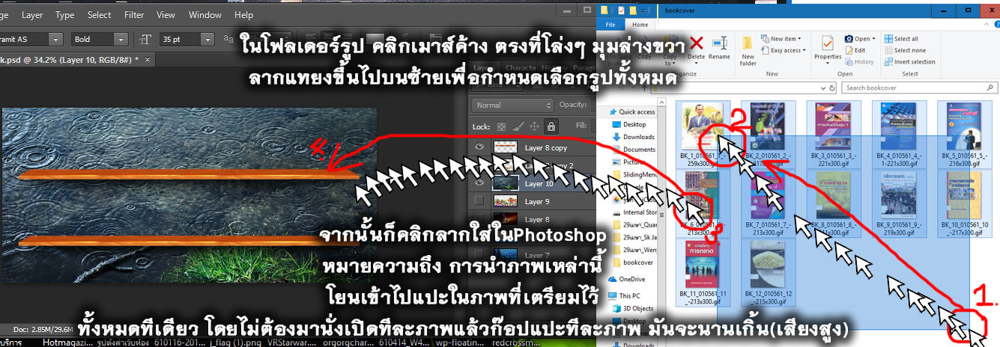 age Layer Type Select Filter View Window Help
ramit AS Bold 35 pt
k.psd @ 34.2% (Layer 10, RGB/8#) *
ในโฟลเดอร์รูป คลิกเมาส์ค้าง ตรงที่โล่งๆ มุมล่างขวา
ลากแทยงขึ้นไปบนซ้ายเพื่อกำหนดเลือกรูปทั้งหมด
Layers Channels History Paragraph
Normal Opacity:
Lock: Fill:
Layer 8 copy
copy 2
Layer 10
Layer 9
Layer 8
Layer 7
จากนั้นก็คลิกลากใส่ในPhotoshop
หมายความถึง การนำภาพเหล่านี้
โยนเข้าไปแปะในภาพที่เตรียมไว้
ทั้งหมดทีเดียว โดยไม่ต้องมานั่งเปิดทีละภาพแล้วก๊อปแปะทีละภาพ มันจะนานเกิ้น(เสียงสูง)
Doc: 2.85M/29.6M
บริการ Hotmagazi... รูปตั้งค่าเว็บห้อง 610116-201... j_flag (1).png VRStarwar... orgorgchar... 610414_W4... wp-floatin... redcrossm...
bookcover
File Home
Copy Delete Rename
New folder
New item
Easy access
Properties
Open
Edit
History
Open
Select all
Select none
Invert selection
Select
Search bookcover
Quick access
Desktop
Downloads
Documents
Pictures
SlidingMenu
Internal Stor
29เมษา_Quar
29เมษา_Sk Ja
29เมษา_Weny
bookcover
OneDrive
This PC
3D Objects
Desktop
Documents
BK_1_010561_1_-259x300.gif
BK_2_010561_2_-217x300.gif
BK_3_010561_3_-221x300.gif
BK_4_010561_4_-1-221x300.gif
BK_5_010561_5_-216x300.gif
BK_6_010561_6_-213x300.gif
BK_7_010561_7_-213x300.gif
BK_8_010561_8_-211x300.gif
BK_9_010561_9_-219x300.gif
BK_10_010561_10_-217x300.gif
BK_11_010561_11_-213x300.gif
BK_12_010561_12_-215x300.gif
การตลาด
1.
2.
3.
4.